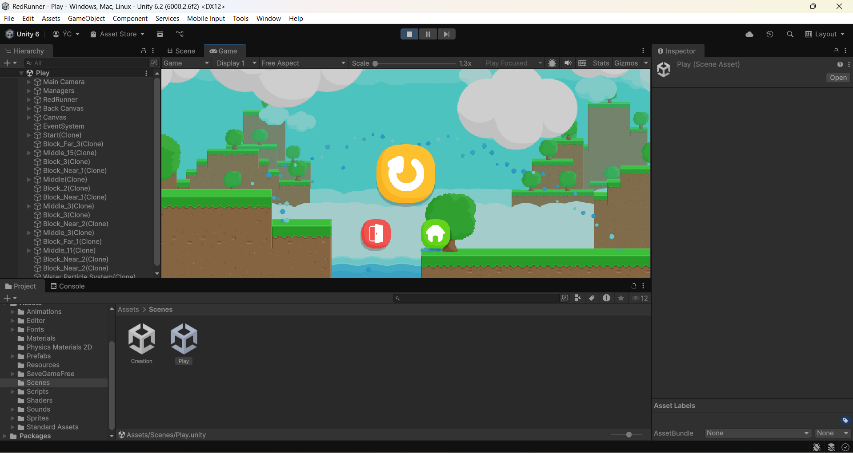 RedRunner - Play - Windows, Mac, Linux - Unity 6.2 (6000.2.6f2) <DX12>
File Edit Assets GameObject Component Services Mobile Input Tools Window Help
Unity 6 YC Asset Store Layout
Hierarchy
All
Play
Main Camera
Managers
RedRunner
Back Canvas
Canvas
EventSystem
Start(Clone)
Block_Far_3(Clone)
Middle_15(Clone)
Block_3(Clone)
Block_Near_1(Clone)
Middle(Clone)
Block_2(Clone)
Block_Near_1(Clone)
Middle_3(Clone)
Block_3(Clone)
Block_Near_2(Clone)
Middle_3(Clone)
Block_Far_1(Clone)
Middle_11(Clone)
Block_Near_2(Clone)
Block_Near_2(Clone)
Water Particle System(Clone)
Scene Game
Game Display 1 Free Aspect Scale 1.3x Play Focused Stats Gizmos
Inspector
Play (Scene Asset)
Open
Asset Labels
AssetBundle None None
Project Console
12
Assets
Animations
Editor
Fonts
Materials
Physics Materials 2D
Prefabs
Resources
SaveGameFree
Scenes
Scripts
Shaders
Sounds
Sprites
Standard Assets
Packages
Assets > Scenes
Creation Play
Assets/Scenes/Play.unity